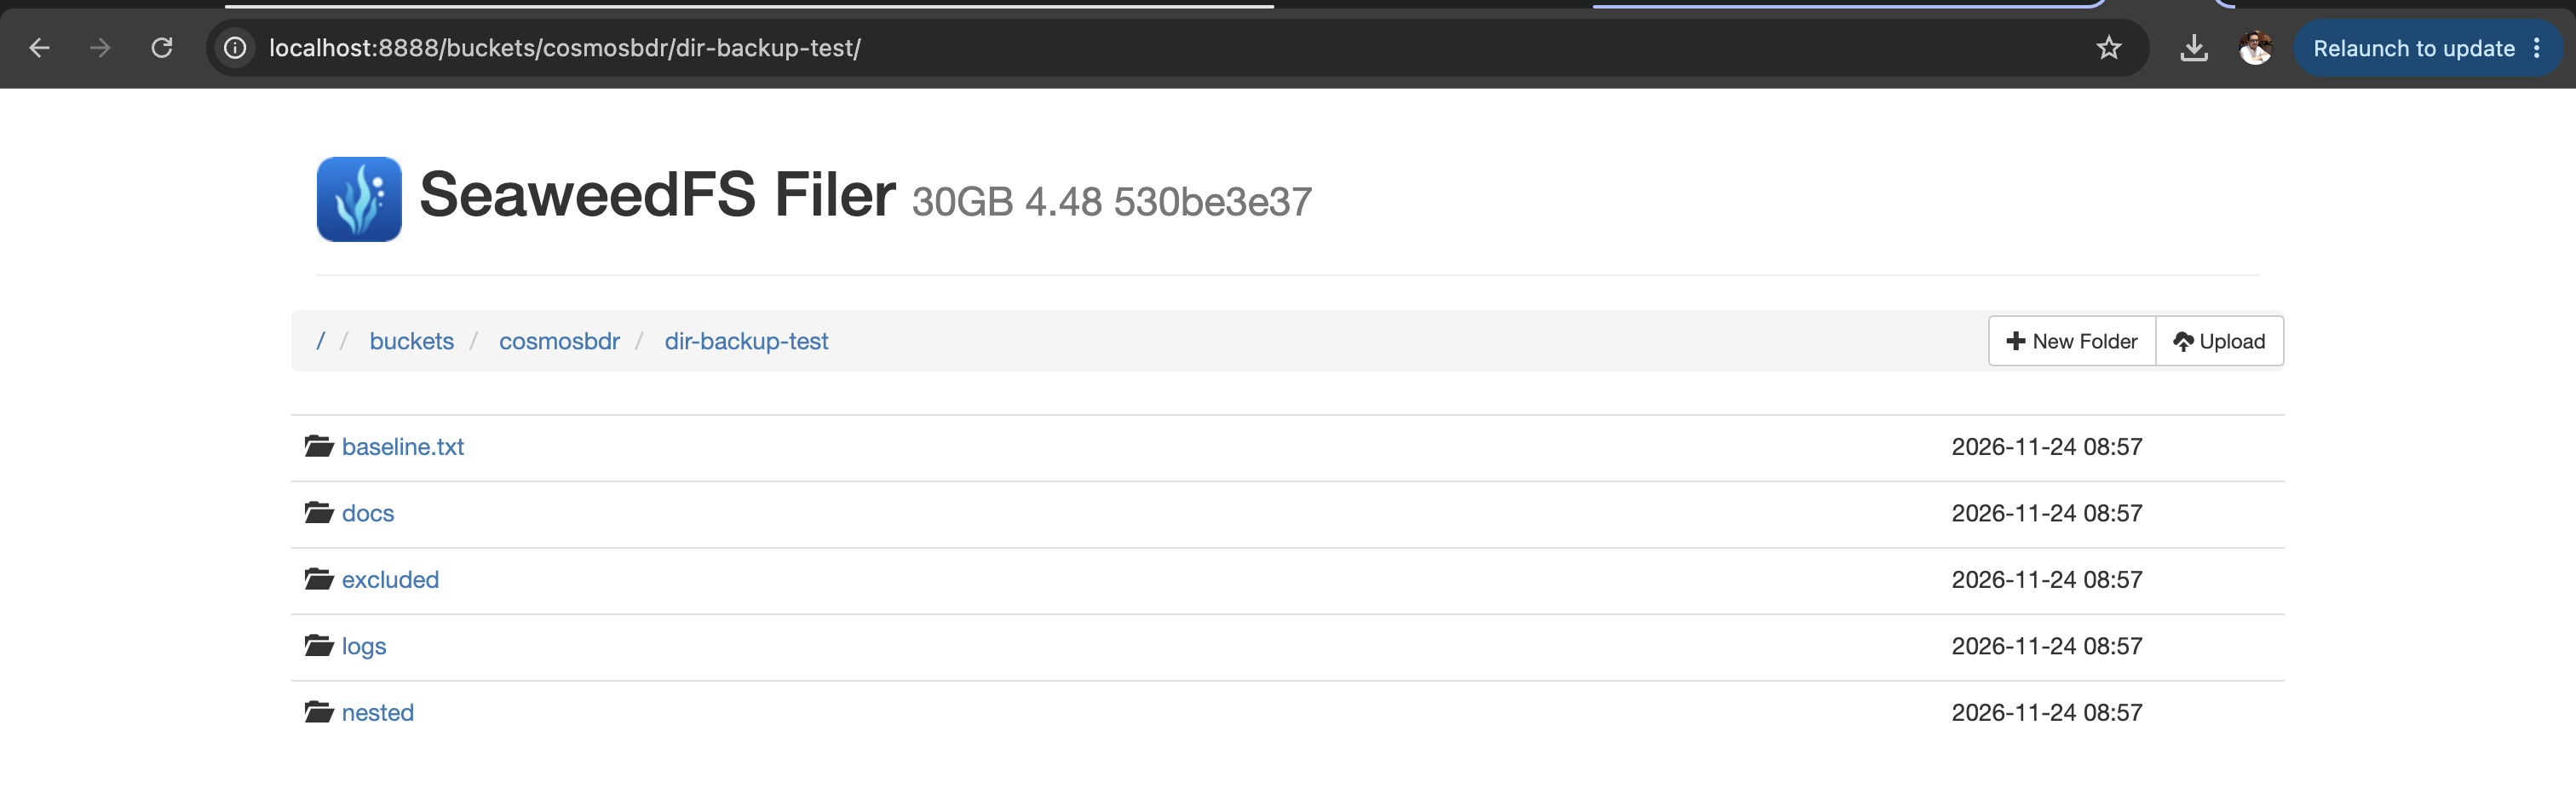 localhost:8888/buckets/cosmosbdr/dir-backup-test/
Relaunch to update
SeaweedFS Filer 30GB 4.48 530be3e37
/ / buckets / cosmosbdr / dir-backup-test
New Folder
Upload
baseline.txt 2026-11-24 08:57
docs 2026-11-24 08:57
excluded 2026-11-24 08:57
logs 2026-11-24 08:57
nested 2026-11-24 08:57